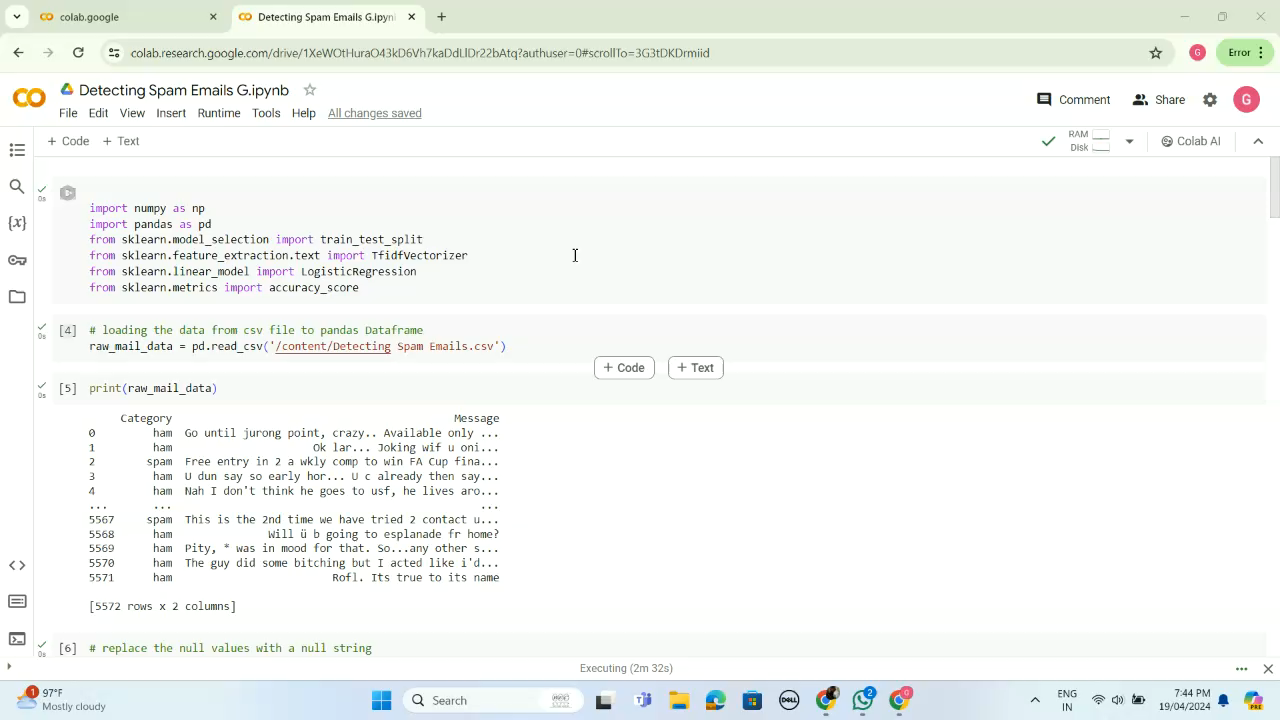 colab.google
Detecting Spam Emails G.ipynl
colab.research.google.com/drive/1XeWOtHuraO43kD6Vh7kaDdLlDr22bAtq?authuser=0#scrollTo=3G3tDKDrmiid
G
Error
Detecting Spam Emails G.ipynb
File Edit View Insert Runtime Tools Help All changes saved
Comment Share G
+ Code + Text
RAM
Disk
Colab AI
0s
import numpy as np
import pandas as pd
from sklearn.model_selection import train_test_split
from sklearn.feature_extraction.text import TfidfVectorizer
from sklearn.linear_model import LogisticRegression
from sklearn.metrics import accuracy_score
0s
[4] # loading the data from csv file to pandas Dataframe
raw_mail_data = pd.read_csv('/content/Detecting Spam Emails.csv')
+ Code + Text
0s
[5] print(raw_mail_data)
Category Message
0 ham Go until jurong point, crazy.. Available only ...
1 ham Ok lar... Joking wif u oni...
2 spam Free entry in 2 a wkly comp to win FA Cup fina...
3 ham U dun say so early hor... U c already then say...
4 ham Nah I don't think he goes to usf, he lives aro...
... ... ...
5567 spam This is the 2nd time we have tried 2 contact u...
5568 ham Will ü b going to esplanade fr home?
5569 ham Pity, * was in mood for that. So...any other s...
5570 ham The guy did some bitching but I acted like i'd...
5571 ham Rofl. Its true to its name
[5572 rows x 2 columns]
0s
[6] # replace the null values with a null string
Executing (2m 32s)
1
97°F
Mostly cloudy
Search
DELL
2
0
ENG
IN
7:44 PM
19/04/2024
PRE